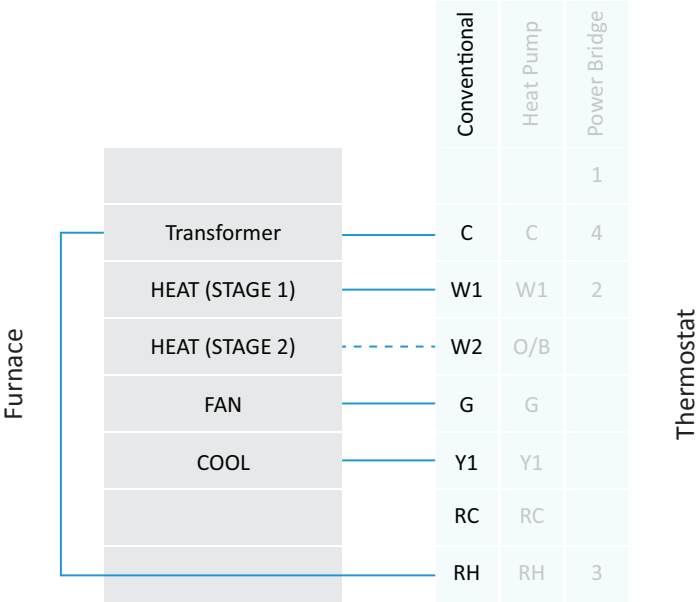 Conventional
Heat Pump
Power Bridge
1
Transformer C C 4
HEAT (STAGE 1) W1 W1 2
HEAT (STAGE 2) W2 O/B
FAN G G
COOL Y1 Y1
RC RC
RH RH 3
Furnace
Thermostat